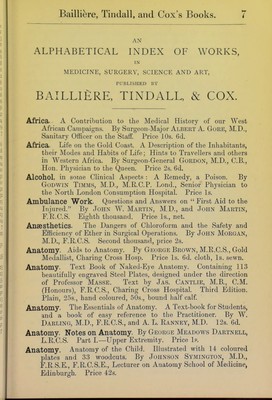 Baillière, Tindall, and Cox's Books. 7
AN
ALPHABETICAL INDEX OF WORKS,
IN
MEDICINE, SURGERY, SCIENCE AND ART,
PUBLISHED BY
BAILLIÈRE, TINDALL, & COX.
Africa. A Contribution to the Medical History of our West
African Campaigns. By Surgeon-Major ALBERT A. GORE, M.D.,
Sanitary Officer on the Staff. Price 10s. 6d.
Africa. Life on the Gold Coast. A Description of the Inhabitants,
their Modes and Habits of Life; Hints to Travellers and others
in Western Africa. By Surgeon-General GORDON, M.D., C.B.,
Hon. Physician to the Queen. Price 2s. 6d.
Alcohol, in some Clinical Aspects: A Remedy, a Poison. By
GODWIN TIMMS, M.D., M.R.C.P. Lond., Senior Physician to
the North London Consumption Hospital. Price 1s.
Ambulance Work. Questions and Answers on "First Aid to the
Injured." By JOHN W. MARTIN, M.D., and JOHN MARTIN,
F.R.C.S. Eighth thousand. Price 1s., net.
Anæsthetics. The Dangers of Chloroform and the Safety and
Efficiency of Ether in Surgical Operations. By JOHN MORGAN,
M.D., F.R.C.S. Second thousand, price 2s.
Anatomy. Aids to Anatomy. By GEORGE BROWN, M.R.C.S., Gold
Medallist, Charing Cross Hosp. Price 1s. 6d. cloth, 1s. sewn.
Anatomy. Text Book of Naked-Eye Anatomy. Containing 113
beautifully engraved Steel Plates, designed under the direction
of Professor MASSE. Text by JAS. CANTLIE, M.B., C.M.
(Honours), F.R.C.S., Charing Cross Hospital. Third Edition.
Plain, 25s., hand coloured, 50s., bound half calf.
Anatomy. The Essentials of Anatomy. A Text-book for Students,
and a book of easy reference to the Practitioner. By W.
DARLING, M.D., F.R.C.S., and A. L. RANNEY, M.D. 12s. 6d.
Anatomy. Notes on Anatomy. By GEORGE MEADOWS DARTNELL,
L.R.C.S. Part I.—Upper Extremity. Price 1s.
Anatomy. Anatomy of the Child. Illustrated with 14 coloured
plates and 33 woodcuts. By JOHNSON SYMINGTON, M.D.,
F.R.S.E., F.R.C.S.E., Lecturer on Anatomy School of Medicine,
Edinburgh. Price 42s.